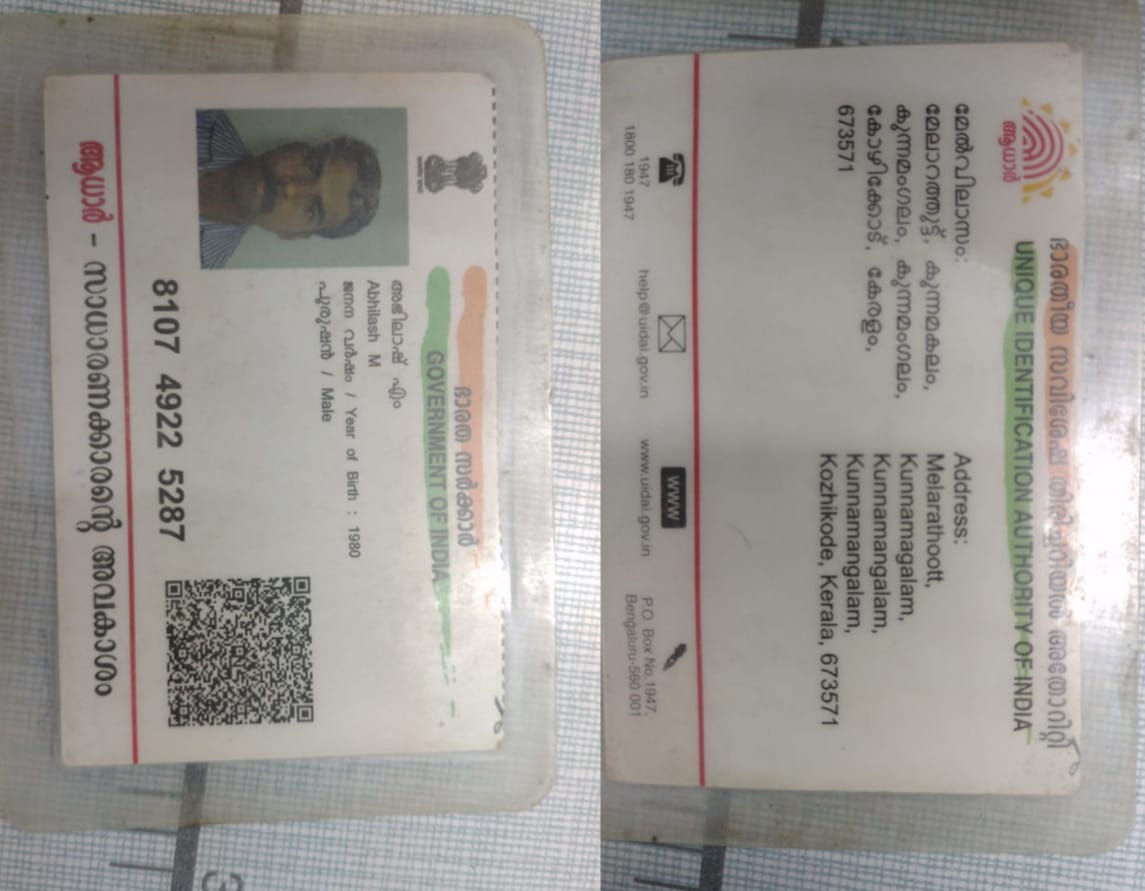 ഭാരത സർക്കാർ
GOVERNMENT OF INDIA
അഭിലാഷ് എം
Abhilash M
ജനന വർഷം / Year of Birth : 1980
പുരുഷൻ / Male
8107 4922 5287
ആധാർ - സാധാരണക്കാരന്റെ അവകാശം
ഭാരതീയ സവിശേഷ തിരിച്ചറിയൽ അതോറിറ്റി
UNIQUE IDENTIFICATION AUTHORITY OF INDIA
ആധാർ
മേൽവിലാസം:
മേലാറത്തൂട്ട്, കുന്നമകലം,
കുന്നമംഗലം, കുന്നമംഗലം,
കോഴിക്കോട്, കേരളം,
673571
Address:
Melarathoott,
Kunnamagalam,
Kunnamangalam,
Kunnamangalam,
Kozhikode, Kerala, 673571
1947
1800 180 1947
help@uidai.gov.in
WWW
www.uidai.gov.in
P.O. Box No.1947,
Bengaluru-560 001
3